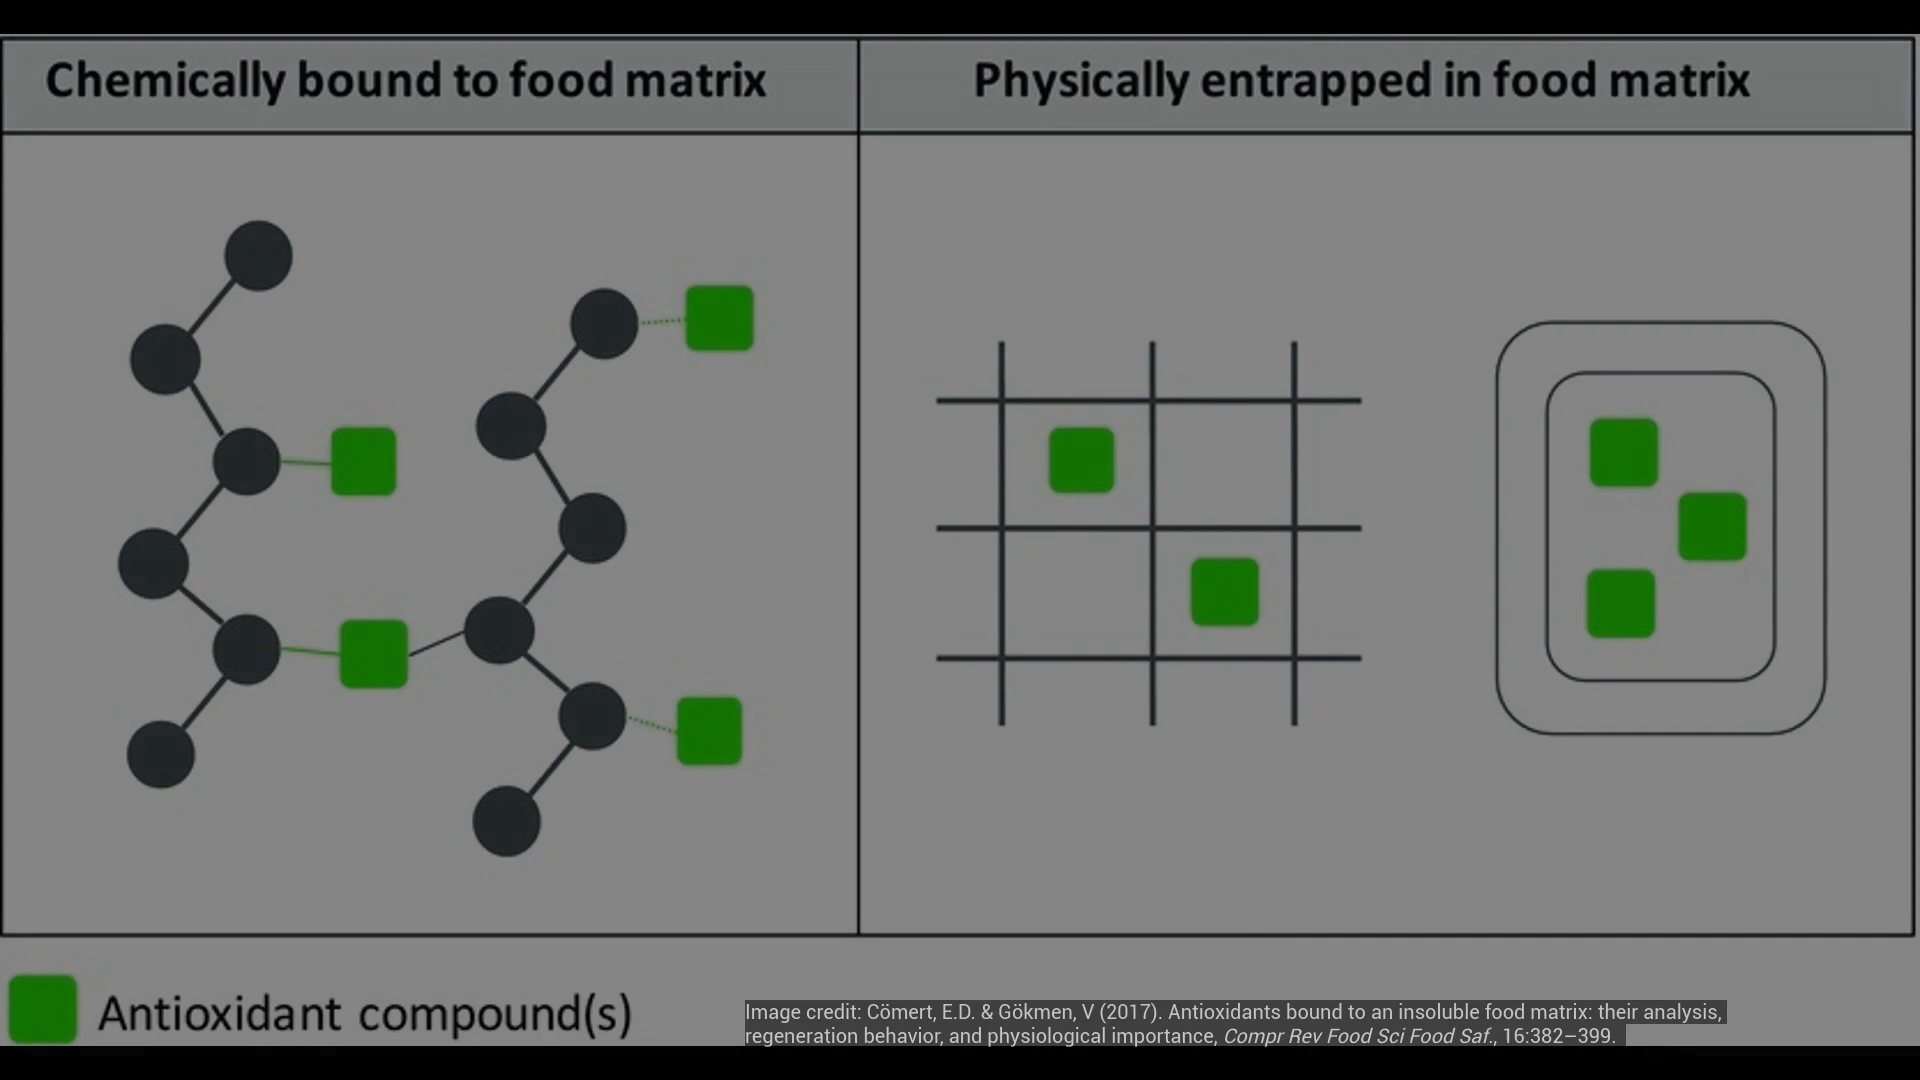 Chemically bound to food matrix
Physically entrapped in food matrix
Antioxidant compound(s)
Image credit: Cömert, E.D. & Gökmen, V (2017). Antioxidants bound to an insoluble food matrix: their analysis,
regeneration behavior, and physiological importance, Compr Rev Food Sci Food Saf., 16:382–399.